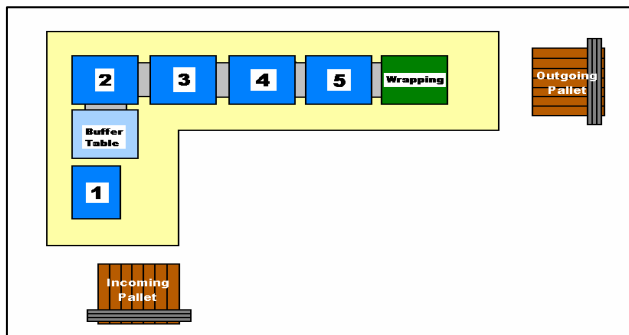 2
3
4
5
Wrapping
Outgoing
Pallet
Buffer
Table
1
Incoming
Pallet